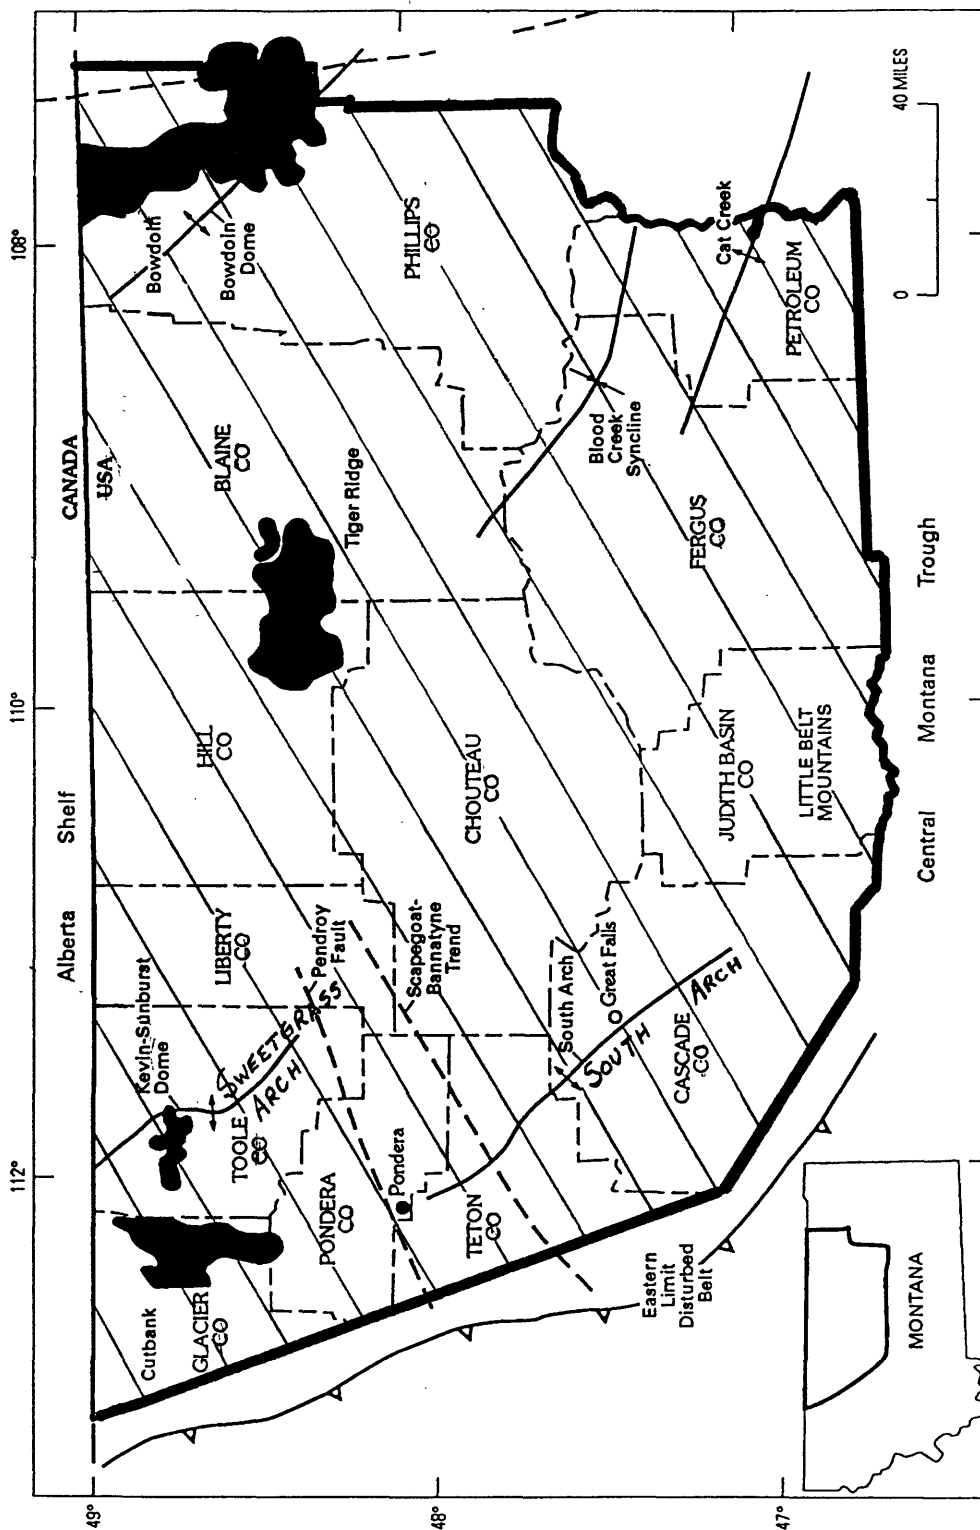 112°
110°
108°
49°
48°
47°
Alberta Shelf
CANADA
USA
Kevin-Sunburst
Dome
Cutbank
GLACIER
CO
TOOLE
CO
SWEETGRASS
ARCH
LIBERTY
CO
HILL
CO
BLAINE
CO
Bowdoin
Bowdoin
Dome
PHILLIPS
CO
Tiger Ridge
Pendroy
Fault
PONDERA
CO
Pondera
Scapegoat-
Bannatyne
Trend
CHOUTEAU
CO
TETON
CO
South Arch
SOUTH ARCH
Great Falls
CASCADE
CO
Blood
Creek
Syncline
Cat Creek
FERGUS
CO
PETROLEUM
CO
JUDITH BASIN
CO
LITTLE BELT
MOUNTAINS
Eastern
Limit
Disturbed
Belt
Central Montana Trough
MONTANA
0 40 MILES